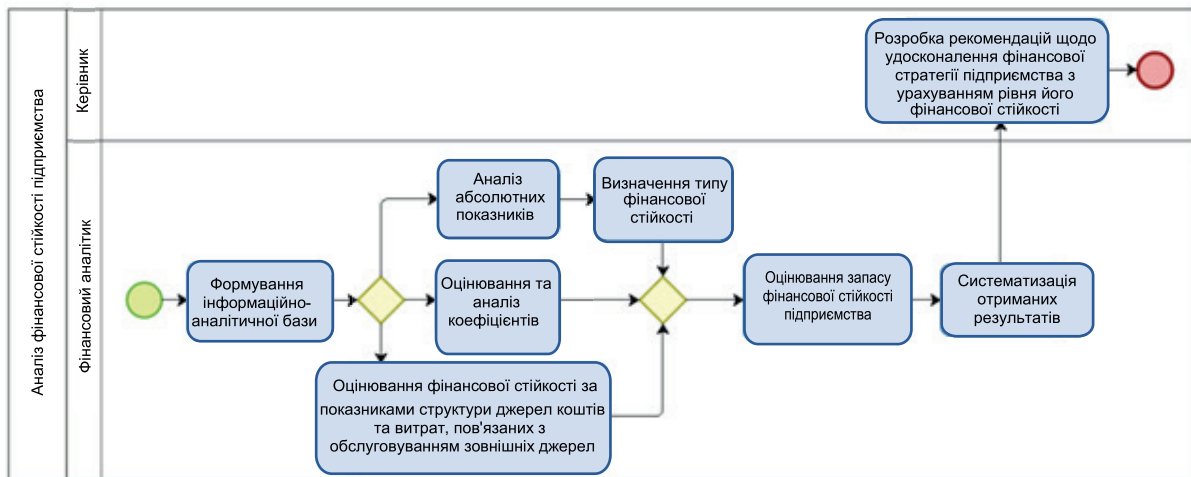 Аналіз фінансової стійкості підприємства
Керівник
Розробка рекомендацій щодо
удосконалення фінансової
стратегії підприємства з
урахуванням рівня його
фінансової стійкості
Фінансовий аналітик
Формування
інформаційно-
аналітичної бази
Аналіз
абсолютних
показників
Визначення типу
фінансової
стійкості
Оцінювання та
аналіз
коефіцієнтів
Оцінювання фінансової стійкості за
показниками структури джерел коштів
та витрат, пов'язаних з
обслуговуванням зовнішніх джерел
Оцінювання запасу
фінансової стійкості
підприємства
Систематизація
отриманих
результатів